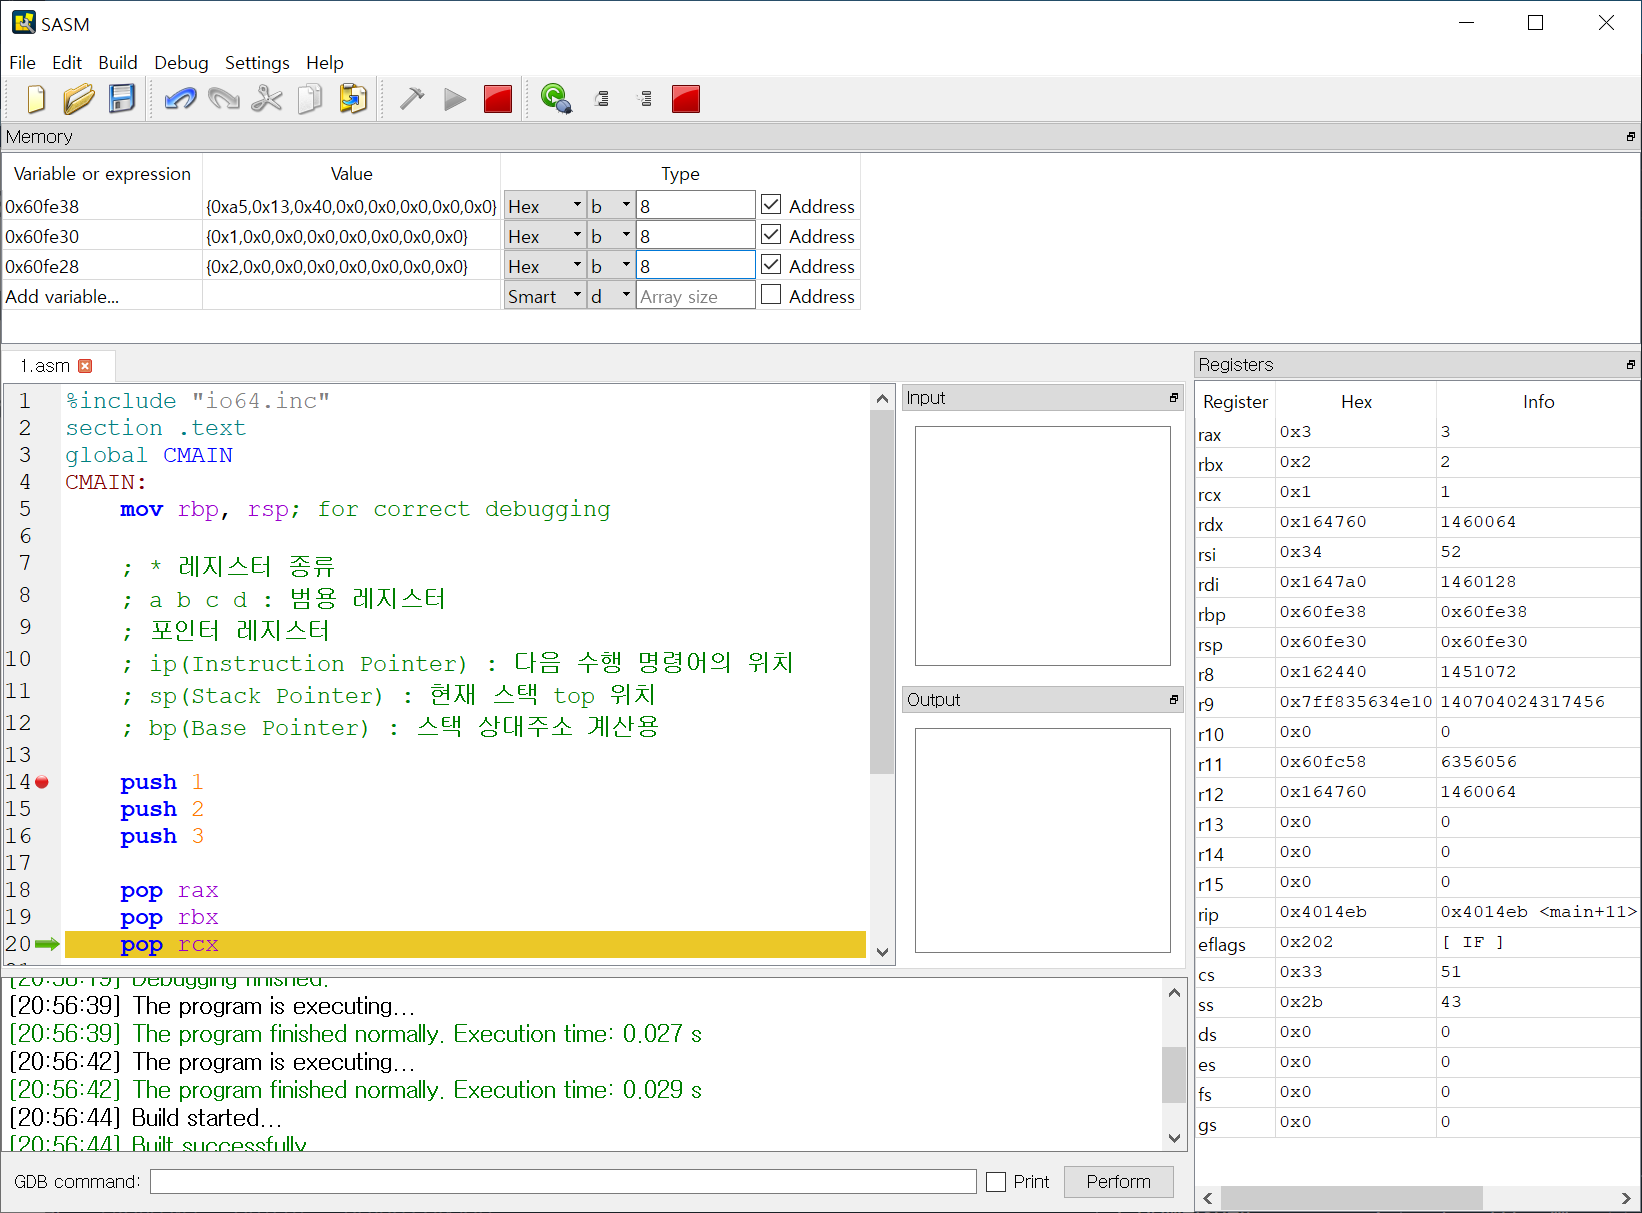 SASM
File Edit Build Debug Settings Help
Memory
Variable or expression Value Type
0x60fe38 {0xa5,0x13,0x40,0x0,0x0,0x0,0x0,0x0} Hex b 8 Address
0x60fe30 {0x1,0x0,0x0,0x0,0x0,0x0,0x0,0x0} Hex b 8 Address
0x60fe28 {0x2,0x0,0x0,0x0,0x0,0x0,0x0,0x0} Hex b 8 Address
Add variable... Smart d Array size Address
1.asm
1 %include "io64.inc"
2 section .text
3 global CMAIN
4 CMAIN:
5 mov rbp, rsp; for correct debugging
6
7 ; * 레지스터 종류
8 ; a b c d : 범용 레지스터
9 ; 포인터 레지스터
10 ; ip(Instruction Pointer) : 다음 수행 명령어의 위치
11 ; sp(Stack Pointer) : 현재 스택 top 위치
12 ; bp(Base Pointer) : 스택 상대주소 계산용
13
14 push 1
15 push 2
16 push 3
17
18 pop rax
19 pop rbx
20 pop rcx
Input
Output
Registers
Register Hex Info
rax 0x3 3
rbx 0x2 2
rcx 0x1 1
rdx 0x164760 1460064
rsi 0x34 52
rdi 0x1647a0 1460128
rbp 0x60fe38 0x60fe38
rsp 0x60fe30 0x60fe30
r8 0x162440 1451072
r9 0x7ff835634e10 140704024317456
r10 0x0 0
r11 0x60fc58 6356056
r12 0x164760 1460064
r13 0x0 0
r14 0x0 0
r15 0x0 0
rip 0x4014eb 0x4014eb <main+11>
eflags 0x202 [ IF ]
cs 0x33 51
ss 0x2b 43
ds 0x0 0
es 0x0 0
fs 0x0 0
gs 0x0 0
[20:56:19] Debugging finished.
[20:56:39] The program is executing...
[20:56:39] The program finished normally. Execution time: 0.027 s
[20:56:42] The program is executing...
[20:56:42] The program finished normally. Execution time: 0.029 s
[20:56:44] Build started...
[20:56:44] Built successfully.
GDB command: Print Perform